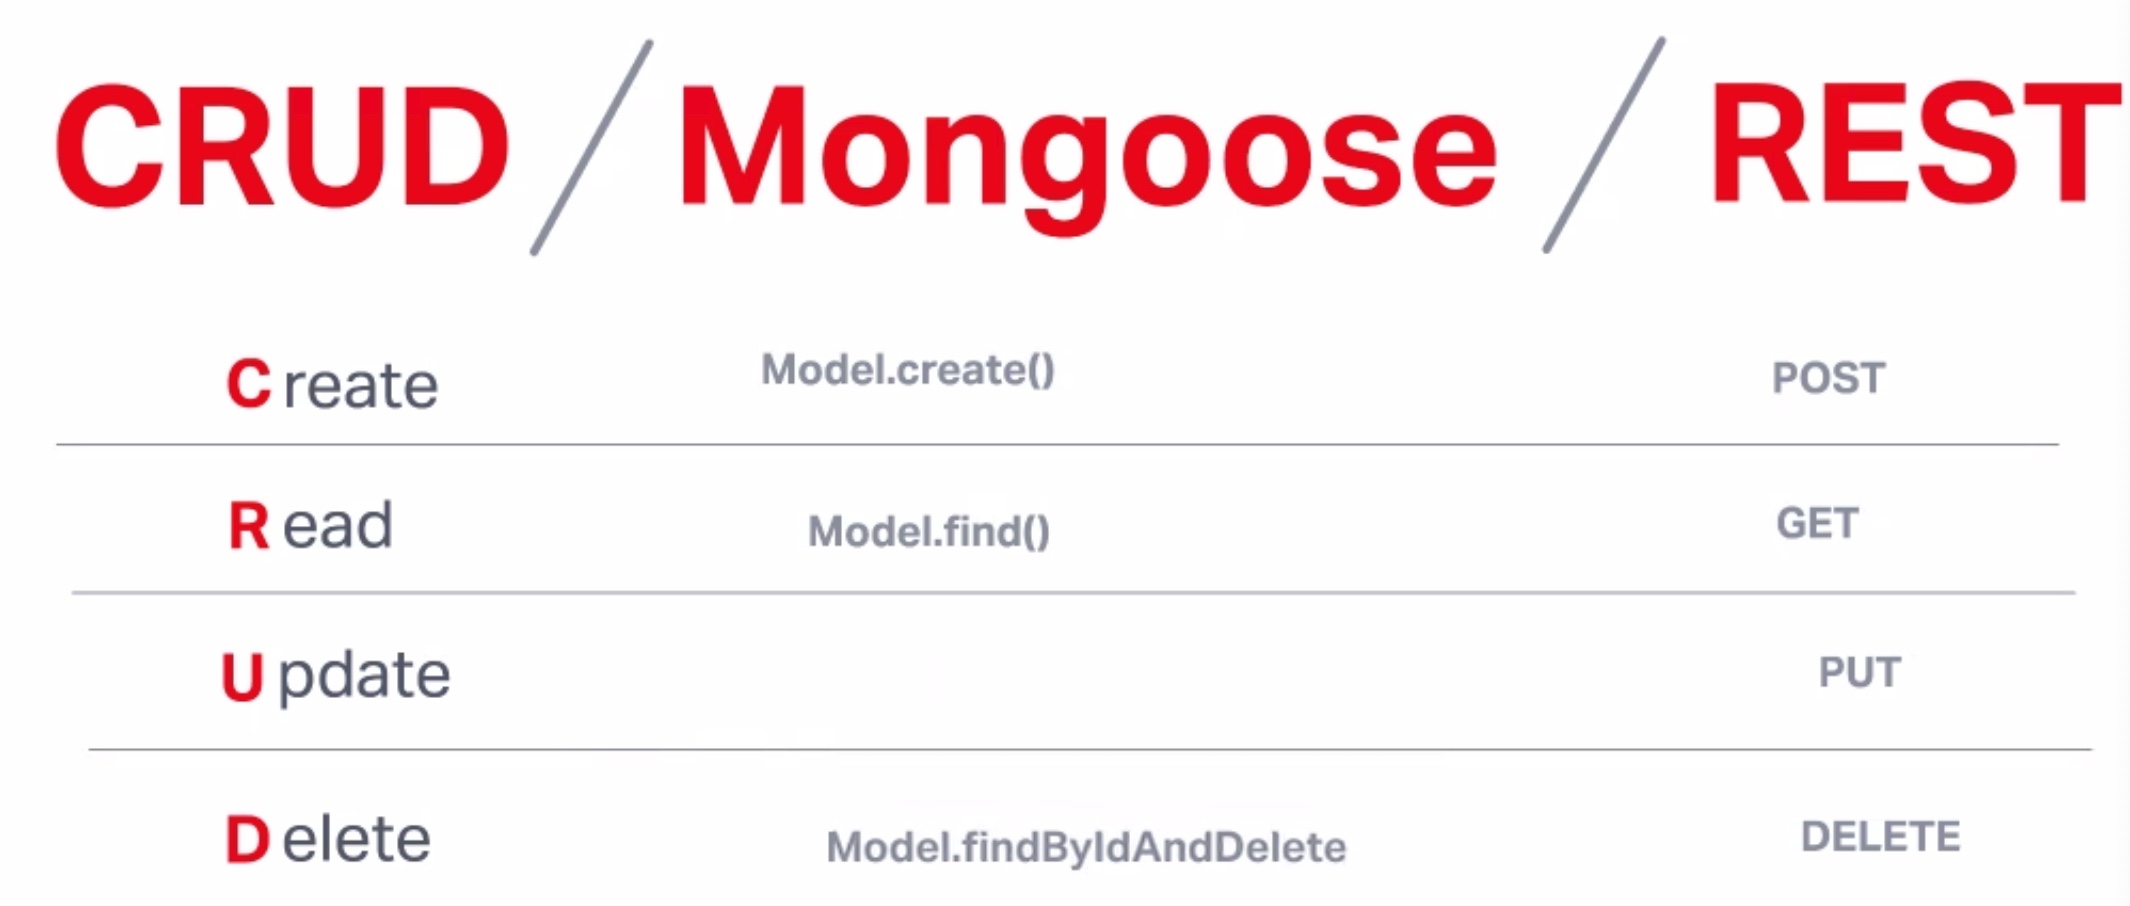 CRUD / Mongoose / REST
Create Model.create() POST
Read Model.find() GET
Update PUT
Delete Model.findByIdAndDelete DELETE